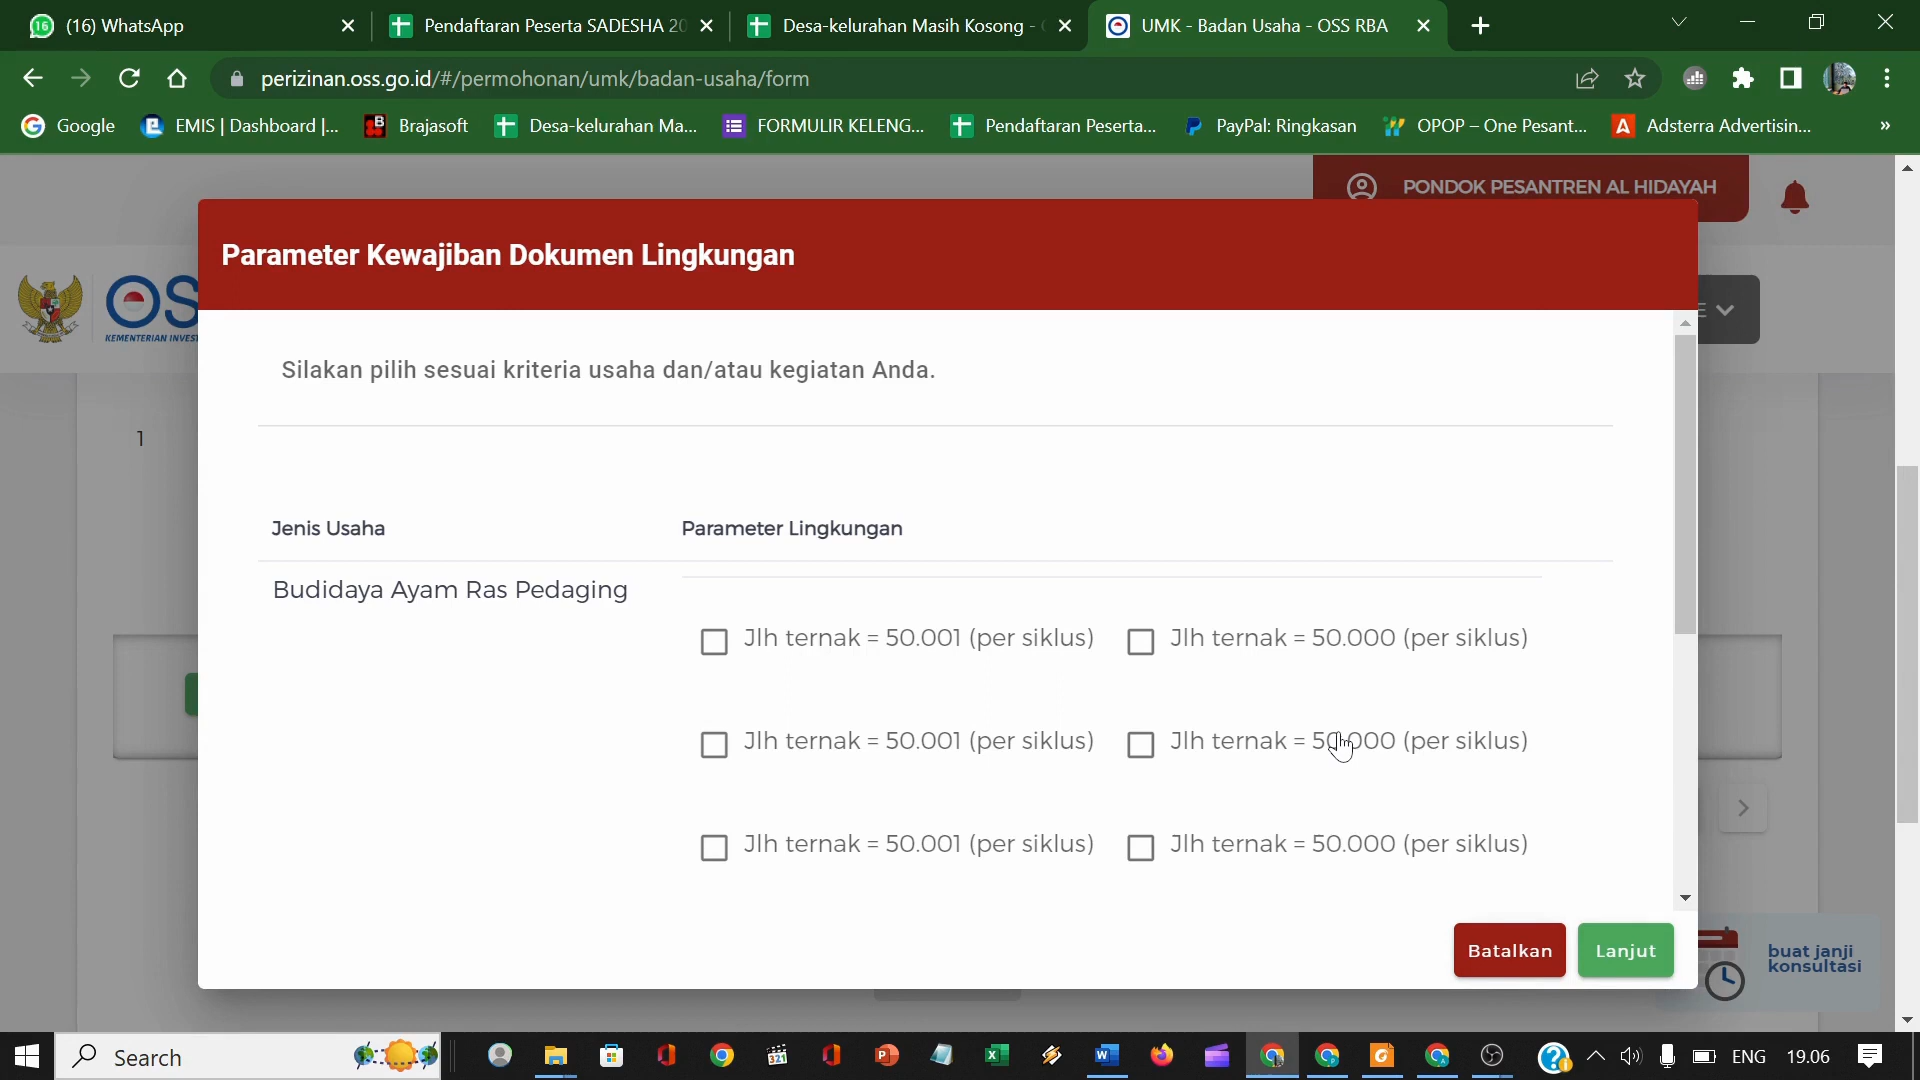 (16) WhatsApp
Pendaftaran Peserta SADESHA 20
Desa-kelurahan Masih Kosong -
UMK - Badan Usaha - OSS RBA
perizinan.oss.go.id/#/permohonan/umk/badan-usaha/form
Google
EMIS | Dashboard |...
Brajasoft
Desa-kelurahan Ma...
FORMULIR KELENG...
Pendaftaran Peserta...
PayPal: Ringkasan
OPOP – One Pesant...
Adsterra Advertisin...
»
PONDOK PESANTREN AL HIDAYAH
Parameter Kewajiban Dokumen Lingkungan
OS
KEMENTERIAN INVES
Silakan pilih sesuai kriteria usaha dan/atau kegiatan Anda.
1
Jenis Usaha
Parameter Lingkungan
Budidaya Ayam Ras Pedaging
Jlh ternak = 50.001 (per siklus)
Jlh ternak = 50.000 (per siklus)
Jlh ternak = 50.001 (per siklus)
Jlh ternak = 50.000 (per siklus)
Jlh ternak = 50.001 (per siklus)
Jlh ternak = 50.000 (per siklus)
Batalkan
Lanjut
buat janji
konsultasi
Search
ENG
19.06